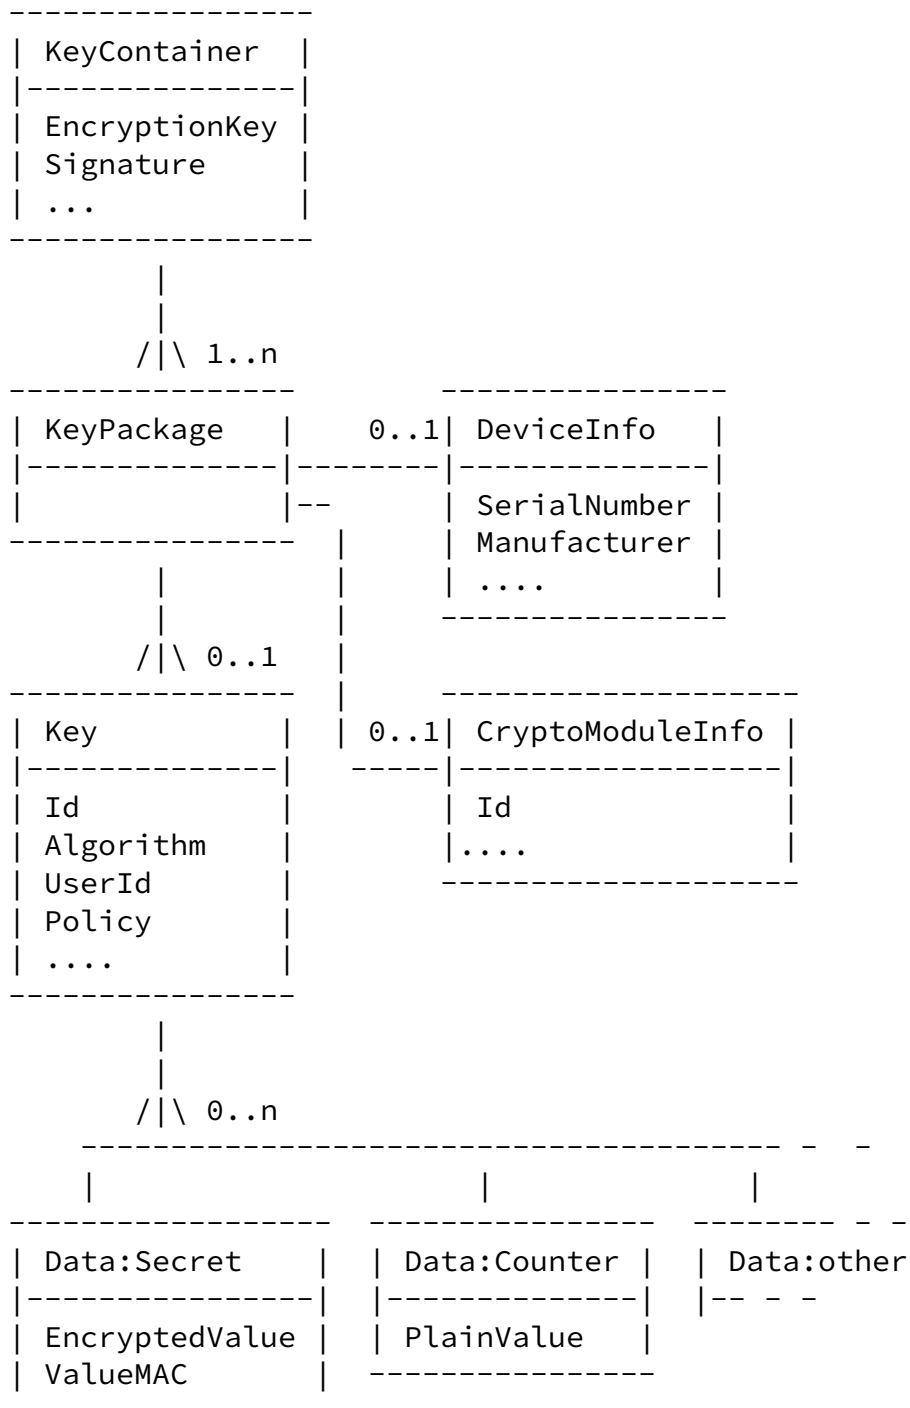 -----------------
| KeyContainer  |
|---------------|
| EncryptionKey |
| Signature     |
| ...           |
-----------------
        |
        |
       /|\ 1..n
----------------        ----------------
| KeyPackage   |    0..1| DeviceInfo   |
|--------------|--------|--------------|
|              |--      | SerialNumber |
----------------  |     | Manufacturer |
        |         |     | ....         |
        |         |     ----------------
       /|\ 0..1   |
----------------  |     --------------------
| Key          |  | 0..1| CryptoModuleInfo |
|--------------|   -----|------------------|
| Id           |        | Id               |
| Algorithm    |        |....              |
| UserId       |        --------------------
| Policy       |
| ....         |
----------------
        |
        |
       /|\ 0..n
    --------------------------------------- -  -
    |                     |              |
------------------  ----------------  -------- - -
| Data:Secret    |  | Data:Counter |  | Data:other
|----------------|  |--------------|  |-- - -
| EncryptedValue |  | PlainValue   |
| ValueMAC       |  ----------------